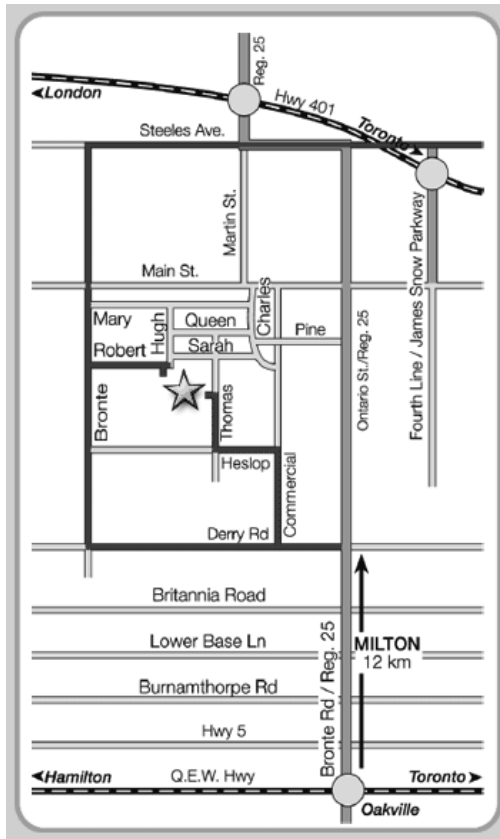 Reg. 25
London
Hwy 401
Toronto
Steeles Ave.
Martin St.
Main St.
Charles
Mary
Hugh
Queen
Pine
Robert
Sarah
Ontario St./Reg. 25
Fourth Line / James Snow Parkway
Bronte
Thomas
Heslop
Commercial
Derry Rd
Britannia Road
Bronte Rd / Reg. 25
Lower Base Ln
MILTON
12 km
Burnamthorpe Rd
Hwy 5
Hamilton
Q.E.W. Hwy
Toronto
Oakville